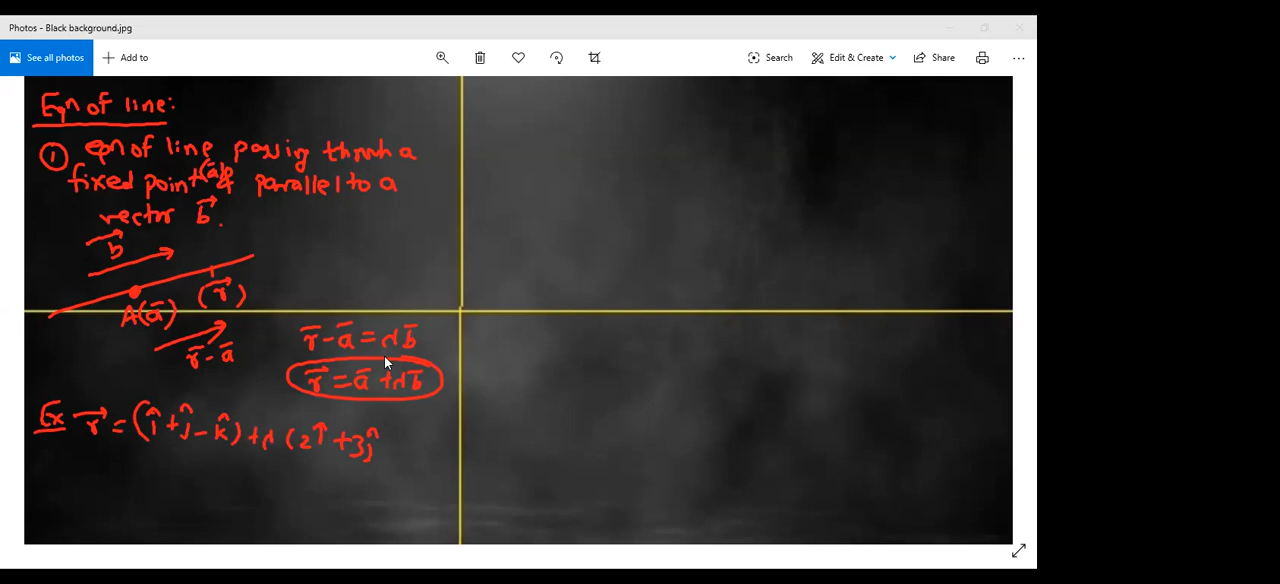 Photos - Black background.jpg
See all photos
Add to
Search
Edit & Create
Share
Eqn of line:
① eqn of line passing through a
fixed point A(a̅) & parallel to a
vector b⃗.
b⃗
A(a̅)
(r⃗)
r̅ - a̅
r̅ - a̅ = λb̅
r⃗ = a̅ + λb̅
Ex r⃗ = (î + ĵ - k̂) + λ(2î + 3ĵ